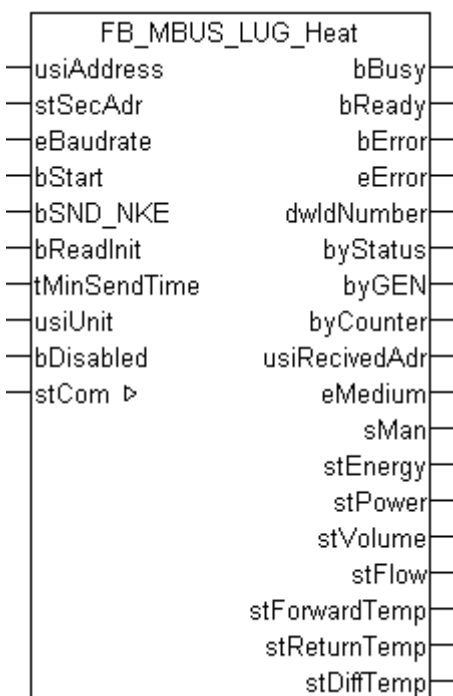 FB_MBUS_LUG_Heat
usiAddress bBusy
stSecAdr bReady
eBaudrate bError
bStart eError
bSND_NKE dwIdNumber
bReadInit byStatus
tMinSendTime byGEN
usiUnit byCounter
bDisabled usiRecivedAdr
stCom ▷ eMedium
sMan
stEnergy
stPower
stVolume
stFlow
stForwardTemp
stReturnTemp
stDiffTemp